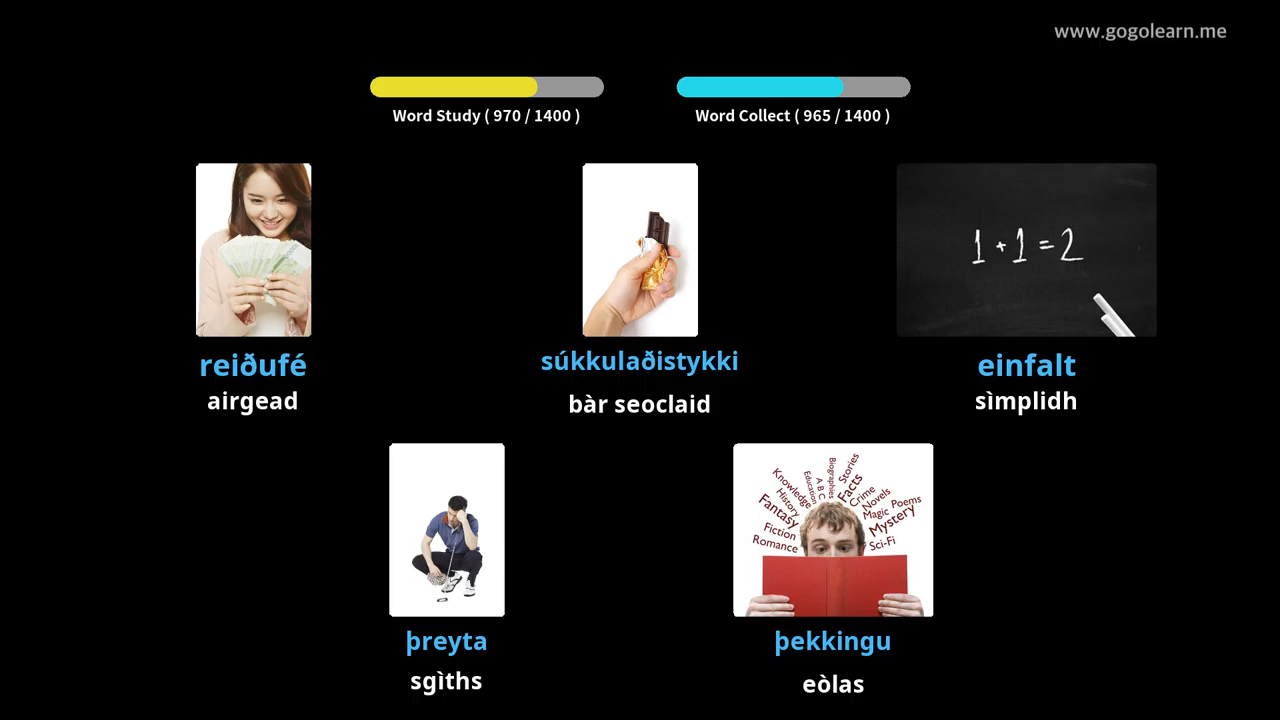 www.gogolearn.me
Word Study ( 970 / 1400 )
Word Collect ( 965 / 1400 )
1 + 1 = 2
reiðufé
airgead
súkkulaðistykki
bàr seoclaid
einfalt
sìmplidh
Stories
Biographies
Facts
A B C
Education
Knowledge
Crime
History
Novels
Fantasy
Magic
Poems
Mystery
Fiction
Romance
Sci-Fi
þreyta
sgìths
þekkingu
eòlas